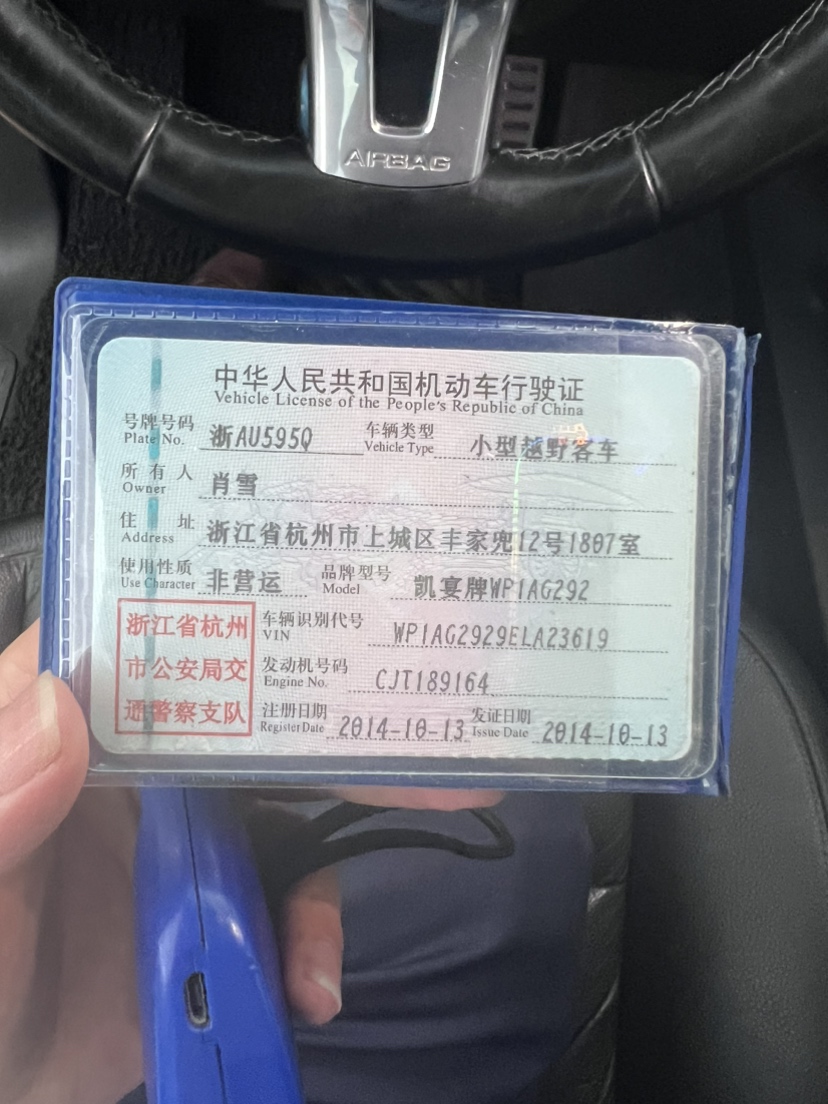 AIRBAG
中华人民共和国机动车行驶证
Vehicle License of the People's Republic of China
号牌号码 浙AU595Q 车辆类型 小型越野客车
Plate No. Vehicle Type
所有人 肖雪
Owner
住址 浙江省杭州市上城区丰家兜12号1807室
Address
使用性质 非营运 品牌型号 凯宴牌WP1AG292
Use Character Model
浙江省杭州
市公安局交
通警察支队
车辆识别代号 WP1AG2929ELA23619
VIN
发动机号码 CJT189164
Engine No.
注册日期 2014-10-13 发证日期 2014-10-13
Register Date Issue Date